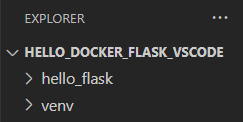 EXPLORER
HELLO_DOCKER_FLASK_VSCODE
hello_flask
venv